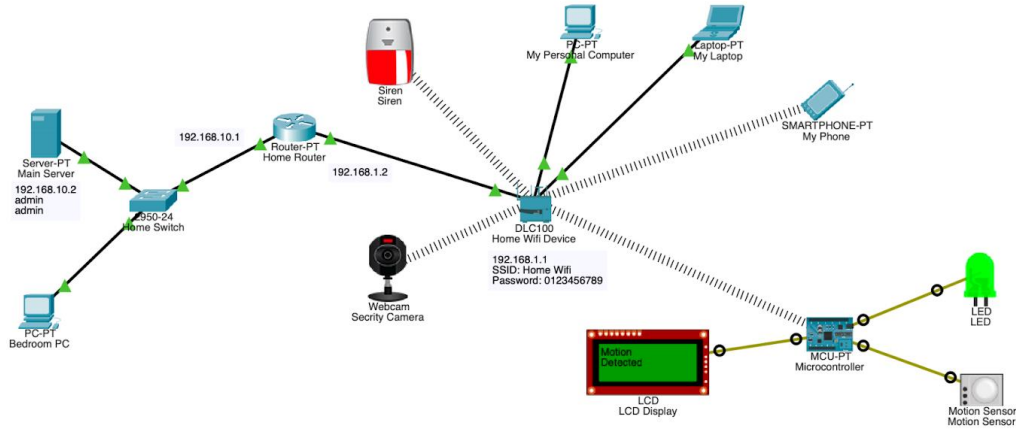 Siren
Siren
PC-PT
My Personal Computer
Laptop-PT
My Laptop
SMARTPHONE-PT
My Phone
192.168.10.1
Router-PT
Home Router
192.168.1.2
Server-PT
Main Server
192.168.10.2
admin
admin
2950-24
Home Switch
DLC100
Home Wifi Device
192.168.1.1
SSID: Home Wifi
Password: 0123456789
Webcam
Secrity Camera
PC-PT
Bedroom PC
LED
LED
MCU-PT
Microcontroller
Motion
Detected
LCD
LCD Display
Motion Sensor
Motion Sensor